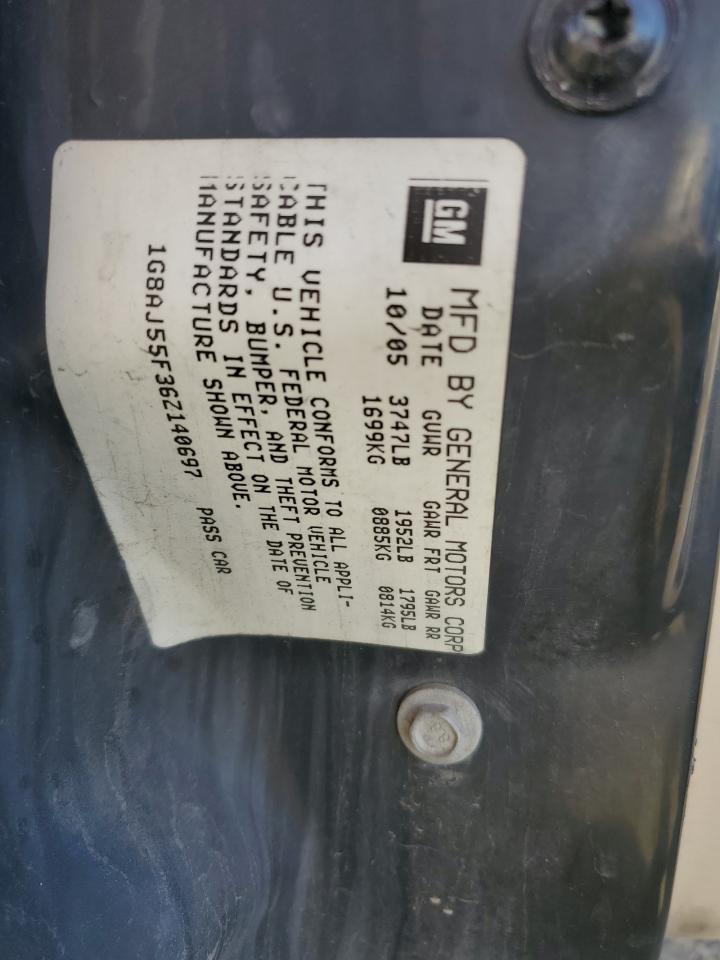 GM MFD BY GENERAL MOTORS CORP
DATE GVWR GAWR FRT GAWR RR
10/05 3747LB 1952LB 1795LB
1699KG 0885KG 0814KG
THIS VEHICLE CONFORMS TO ALL APPLI-
CABLE U.S. FEDERAL MOTOR VEHICLE
SAFETY, BUMPER, AND THEFT PREVENTION
STANDARDS IN EFFECT ON THE DATE OF
MANUFACTURE SHOWN ABOVE.
1G8AJ55F36Z140697 PASS CAR